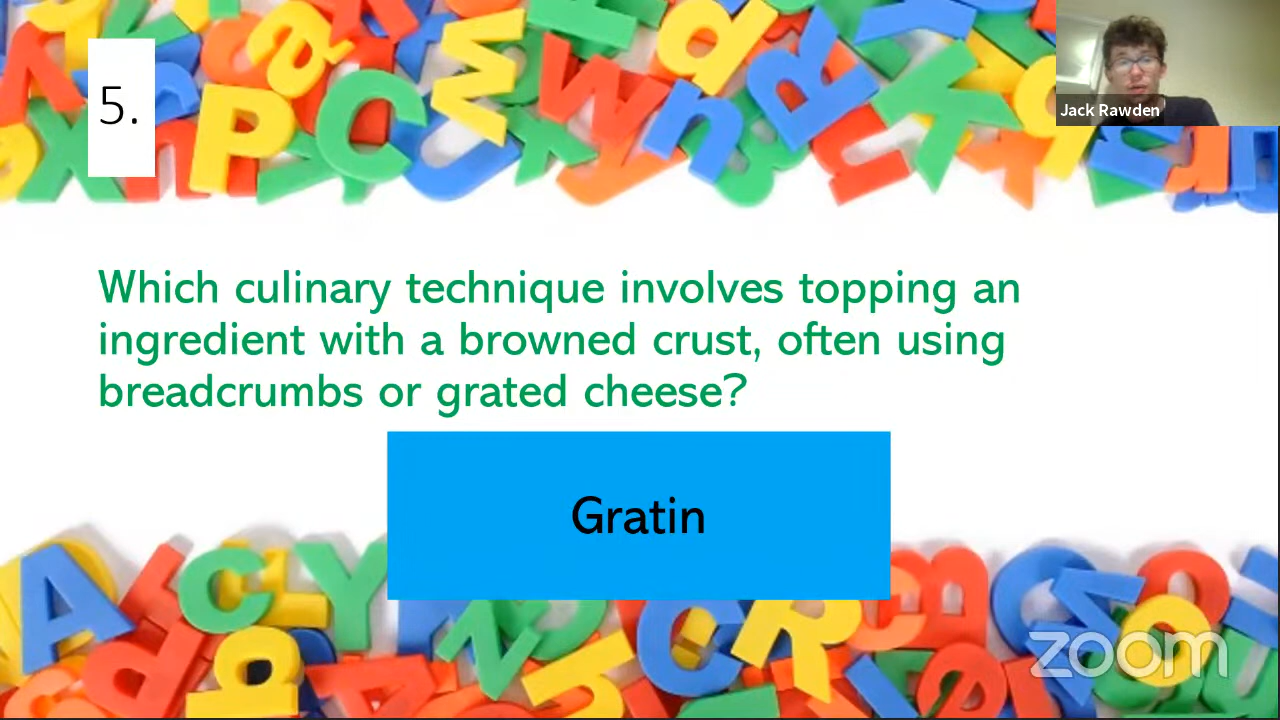 5.
Jack Rawden
Which culinary technique involves topping an
ingredient with a browned crust, often using
breadcrumbs or grated cheese?
Gratin
zoom